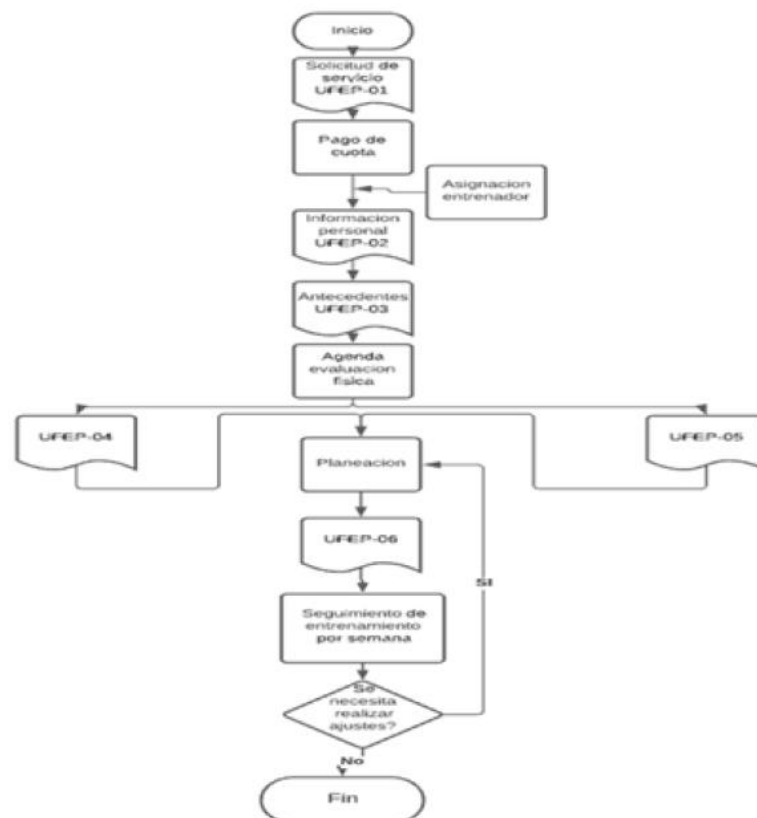 Inicio
Solicitud de
servicio
UFEP-01
Pago de
cuota
Asignacion
entrenador
Informacion
personal
UFEP-02
Antecedentes
UFEP-03
Agenda
evaluacion
fisica
UFEP-04
UFEP-05
Planeacion
UFEP-06
SI
Seguimiento de
entrenamiento
por semana
Se
necesita
realizar
ajustes?
No
Fin